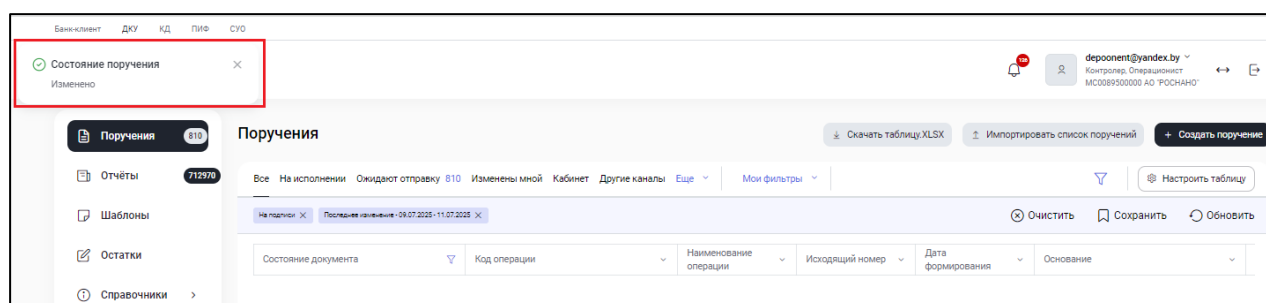 Банк-клиент ДКУ КД ПИФ СУО
Состояние поручения
Изменено
126
depoonent@yandex.by
Контролер, Операционист
МС0089500000 АО "РОСНАНО"
Поручения 810
Отчёты 712970
Шаблоны
Остатки
Справочники
Поручения
Скачать таблицу.XLSX
Импортировать список поручений
+ Создать поручение
Все На исполнении Ожидают отправку 810 Изменены мной Кабинет Другие каналы Еще Мои фильтры
Настроить таблицу
На подписи Последнее изменение - 09.07.2025 - 11.07.2025
Очистить Сохранить Обновить
Состояние документа
Код операции
Наименование
операции
Исходящий номер
Дата
формирования
Основание